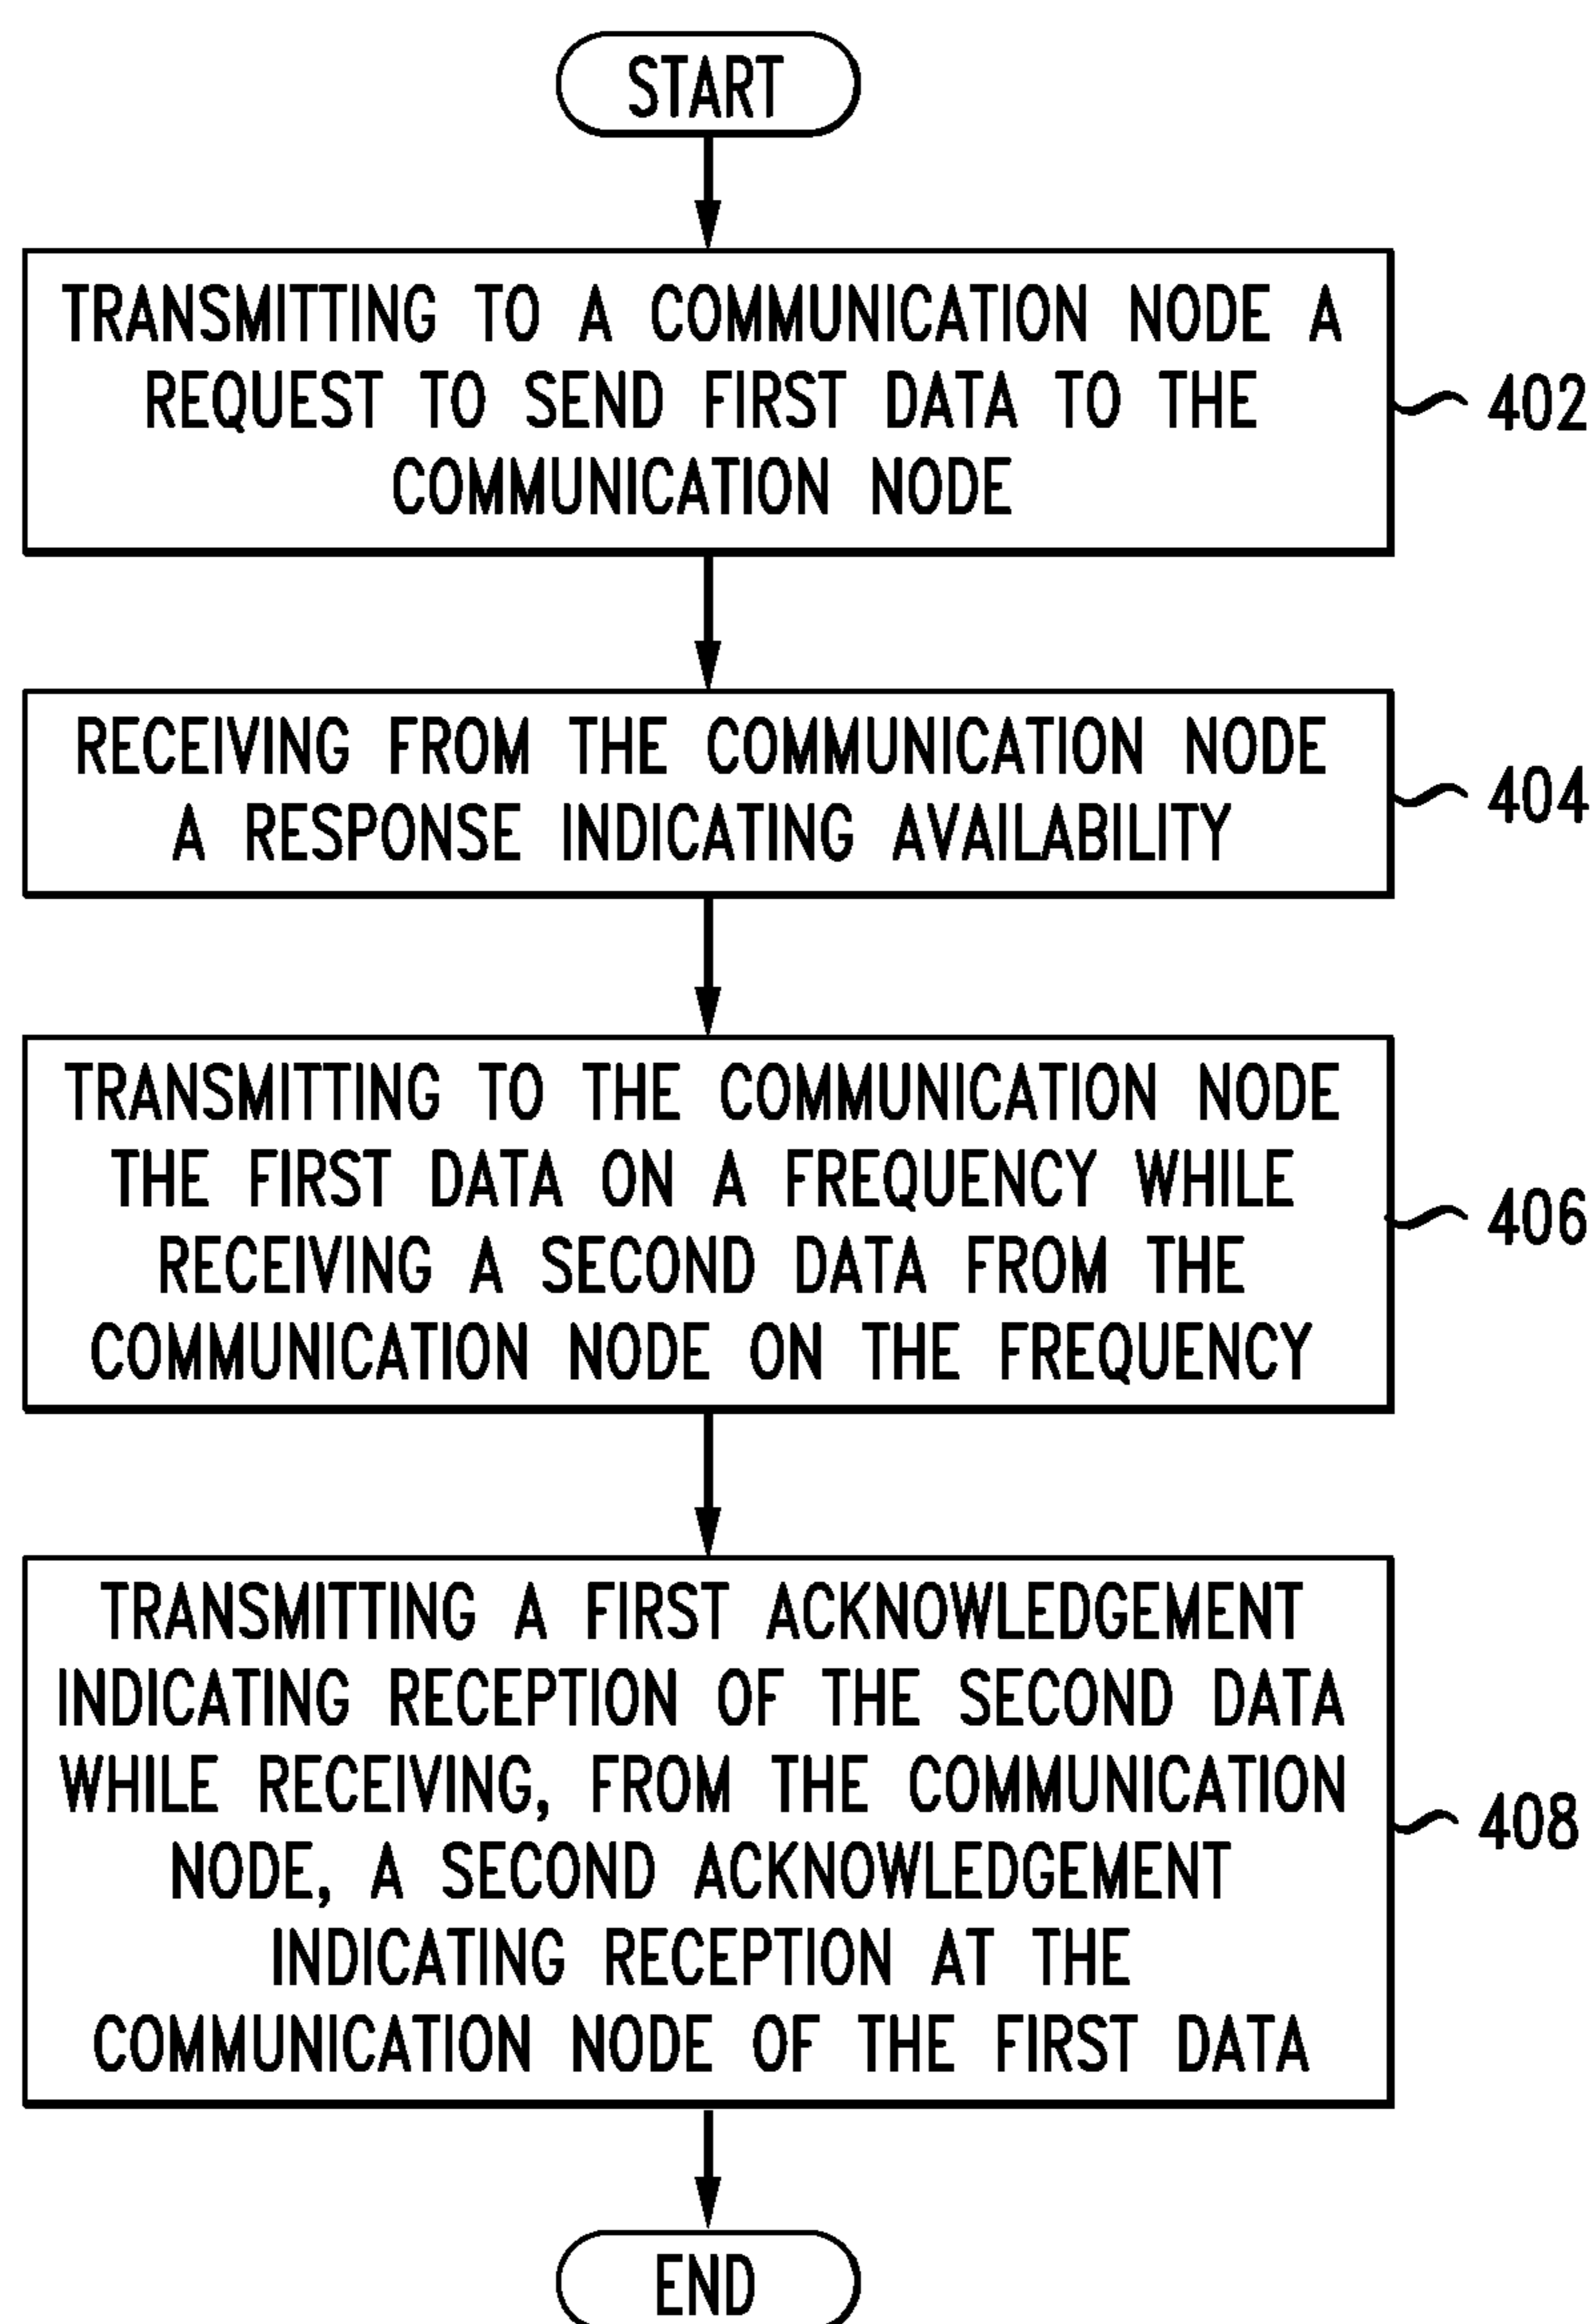 START
TRANSMITTING TO A COMMUNICATION NODE A
REQUEST TO SEND FIRST DATA TO THE
COMMUNICATION NODE
402
RECEIVING FROM THE COMMUNICATION NODE
A RESPONSE INDICATING AVAILABILITY
404
TRANSMITTING TO THE COMMUNICATION NODE
THE FIRST DATA ON A FREQUENCY WHILE
RECEIVING A SECOND DATA FROM THE
COMMUNICATION NODE ON THE FREQUENCY
406
TRANSMITTING A FIRST ACKNOWLEDGEMENT
INDICATING RECEPTION OF THE SECOND DATA
WHILE RECEIVING, FROM THE COMMUNICATION
NODE, A SECOND ACKNOWLEDGEMENT
INDICATING RECEPTION AT THE
COMMUNICATION NODE OF THE FIRST DATA
408
END